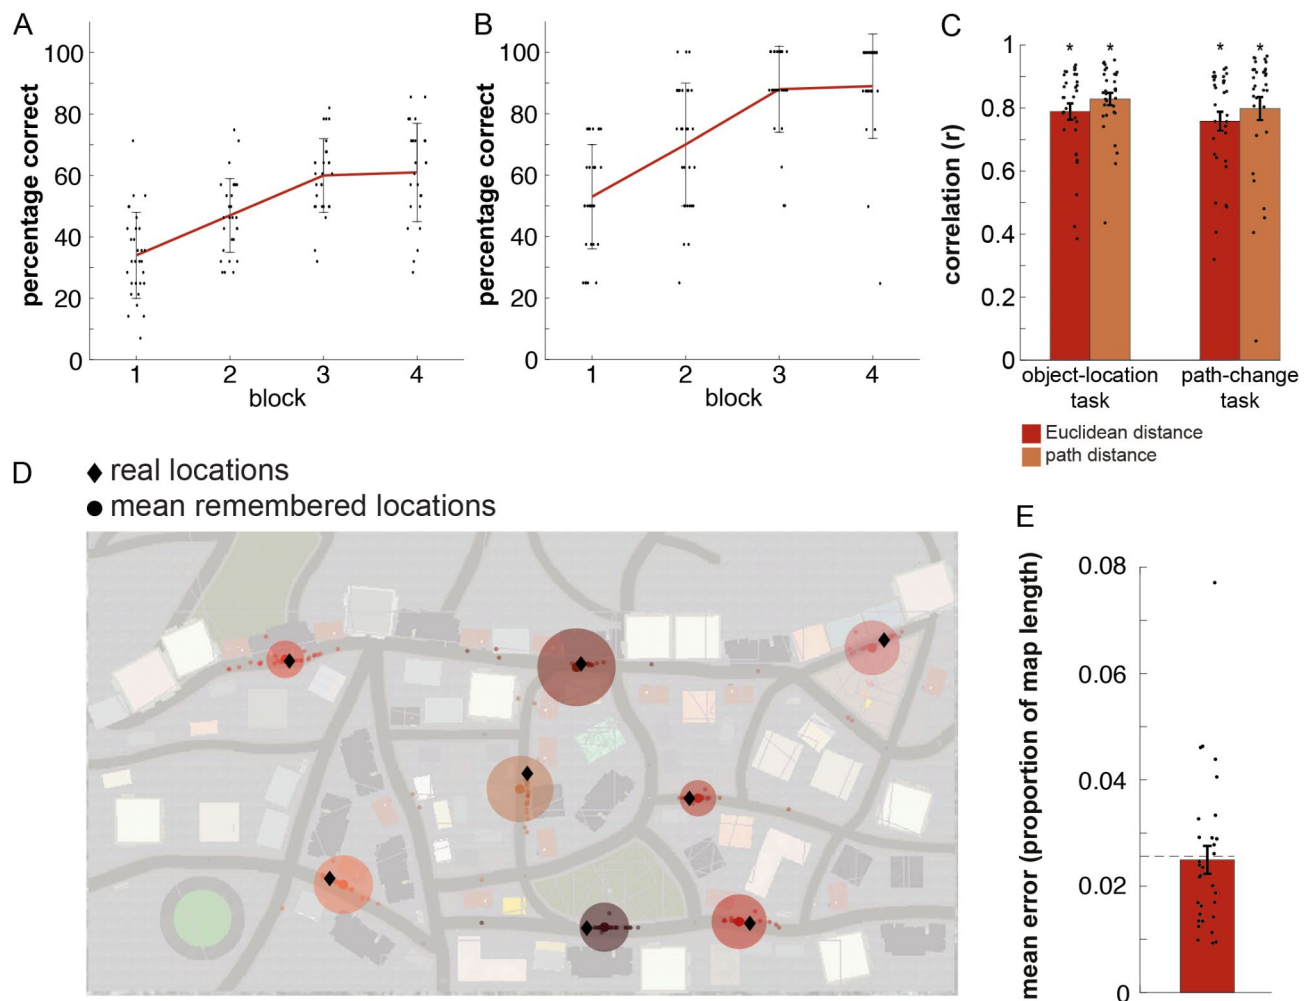 A
percentage correct
100
80
60
40
20
0
1 2 3 4
block
B
percentage correct
100
80
60
40
20
0
1 2 3 4
block
C
correlation (r)
1
0.8
0.6
0.4
0.2
0
* * * *
object-location
task
path-change
task
Euclidean distance
path distance
D
real locations
mean remembered locations
E
mean error (proportion of map length)
0.08
0.06
0.04
0.02
0